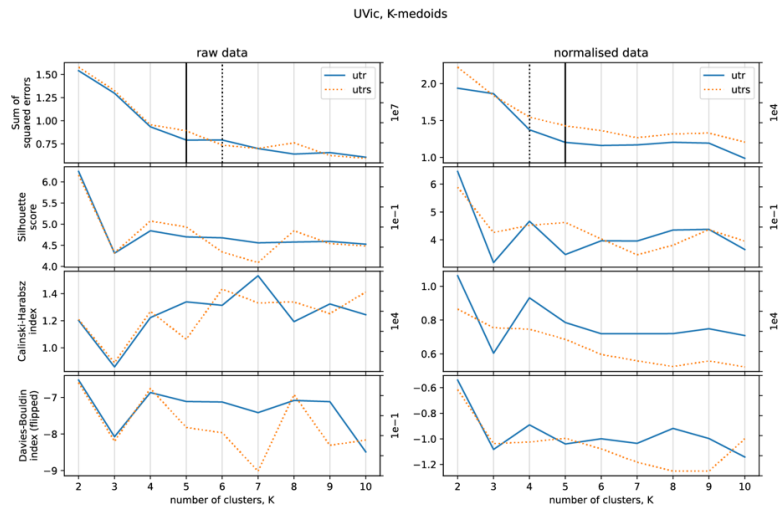 UVic, K-medoids
raw data
normalised data
Sum of
squared errors
1.50
1.25
1.00
0.75
utr
utrs
1e7
2.0
1.5
1.0
utr
utrs
1e4
Silhouette
score
6.0
5.5
5.0
4.5
4.0
1e−1
6
4
1e−1
Calinski-Harabsz
index
1.4
1.2
1.0
1e4
1.0
0.8
0.6
1e4
Davies-Bouldin
index (flipped)
−7
−8
−9
1e−1
−0.6
−0.8
−1.0
−1.2
2 3 4 5 6 7 8 9 10
number of clusters, K
2 3 4 5 6 7 8 9 10
number of clusters, K